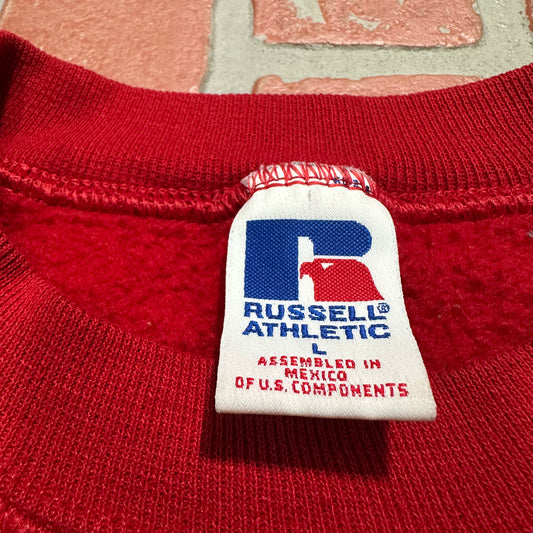 RUSSELL®
ATHLETIC
L
ASSEMBLED IN
MEXICO
OF U.S. COMPONENTS